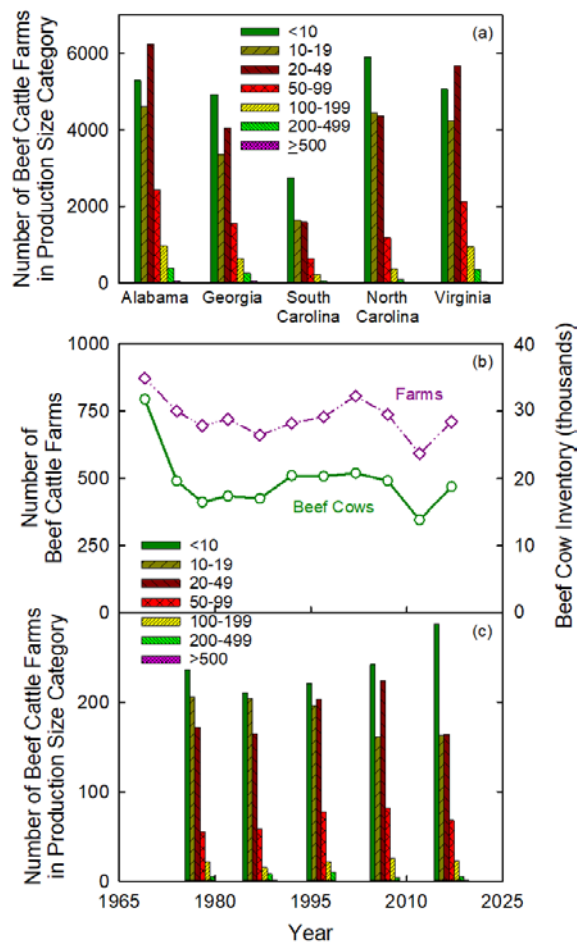 Number of Beef Cattle Farms
in Production Size Category
6000
4000
2000
0
(a)
<10
10-19
20-49
50-99
100-199
200-499
≥500
Alabama
Georgia
South
Carolina
North
Carolina
Virginia
Number of
Beef Cattle Farms
1000
750
500
250
0
(b)
Farms
Beef Cows
40
30
20
10
0
Beef Cow Inventory (thousands)
<10
10-19
20-49
50-99
100-199
200-499
>500
(c)
Number of Beef Cattle Farms
in Production Size Category
200
100
0
1965
1980
1995
2010
2025
Year